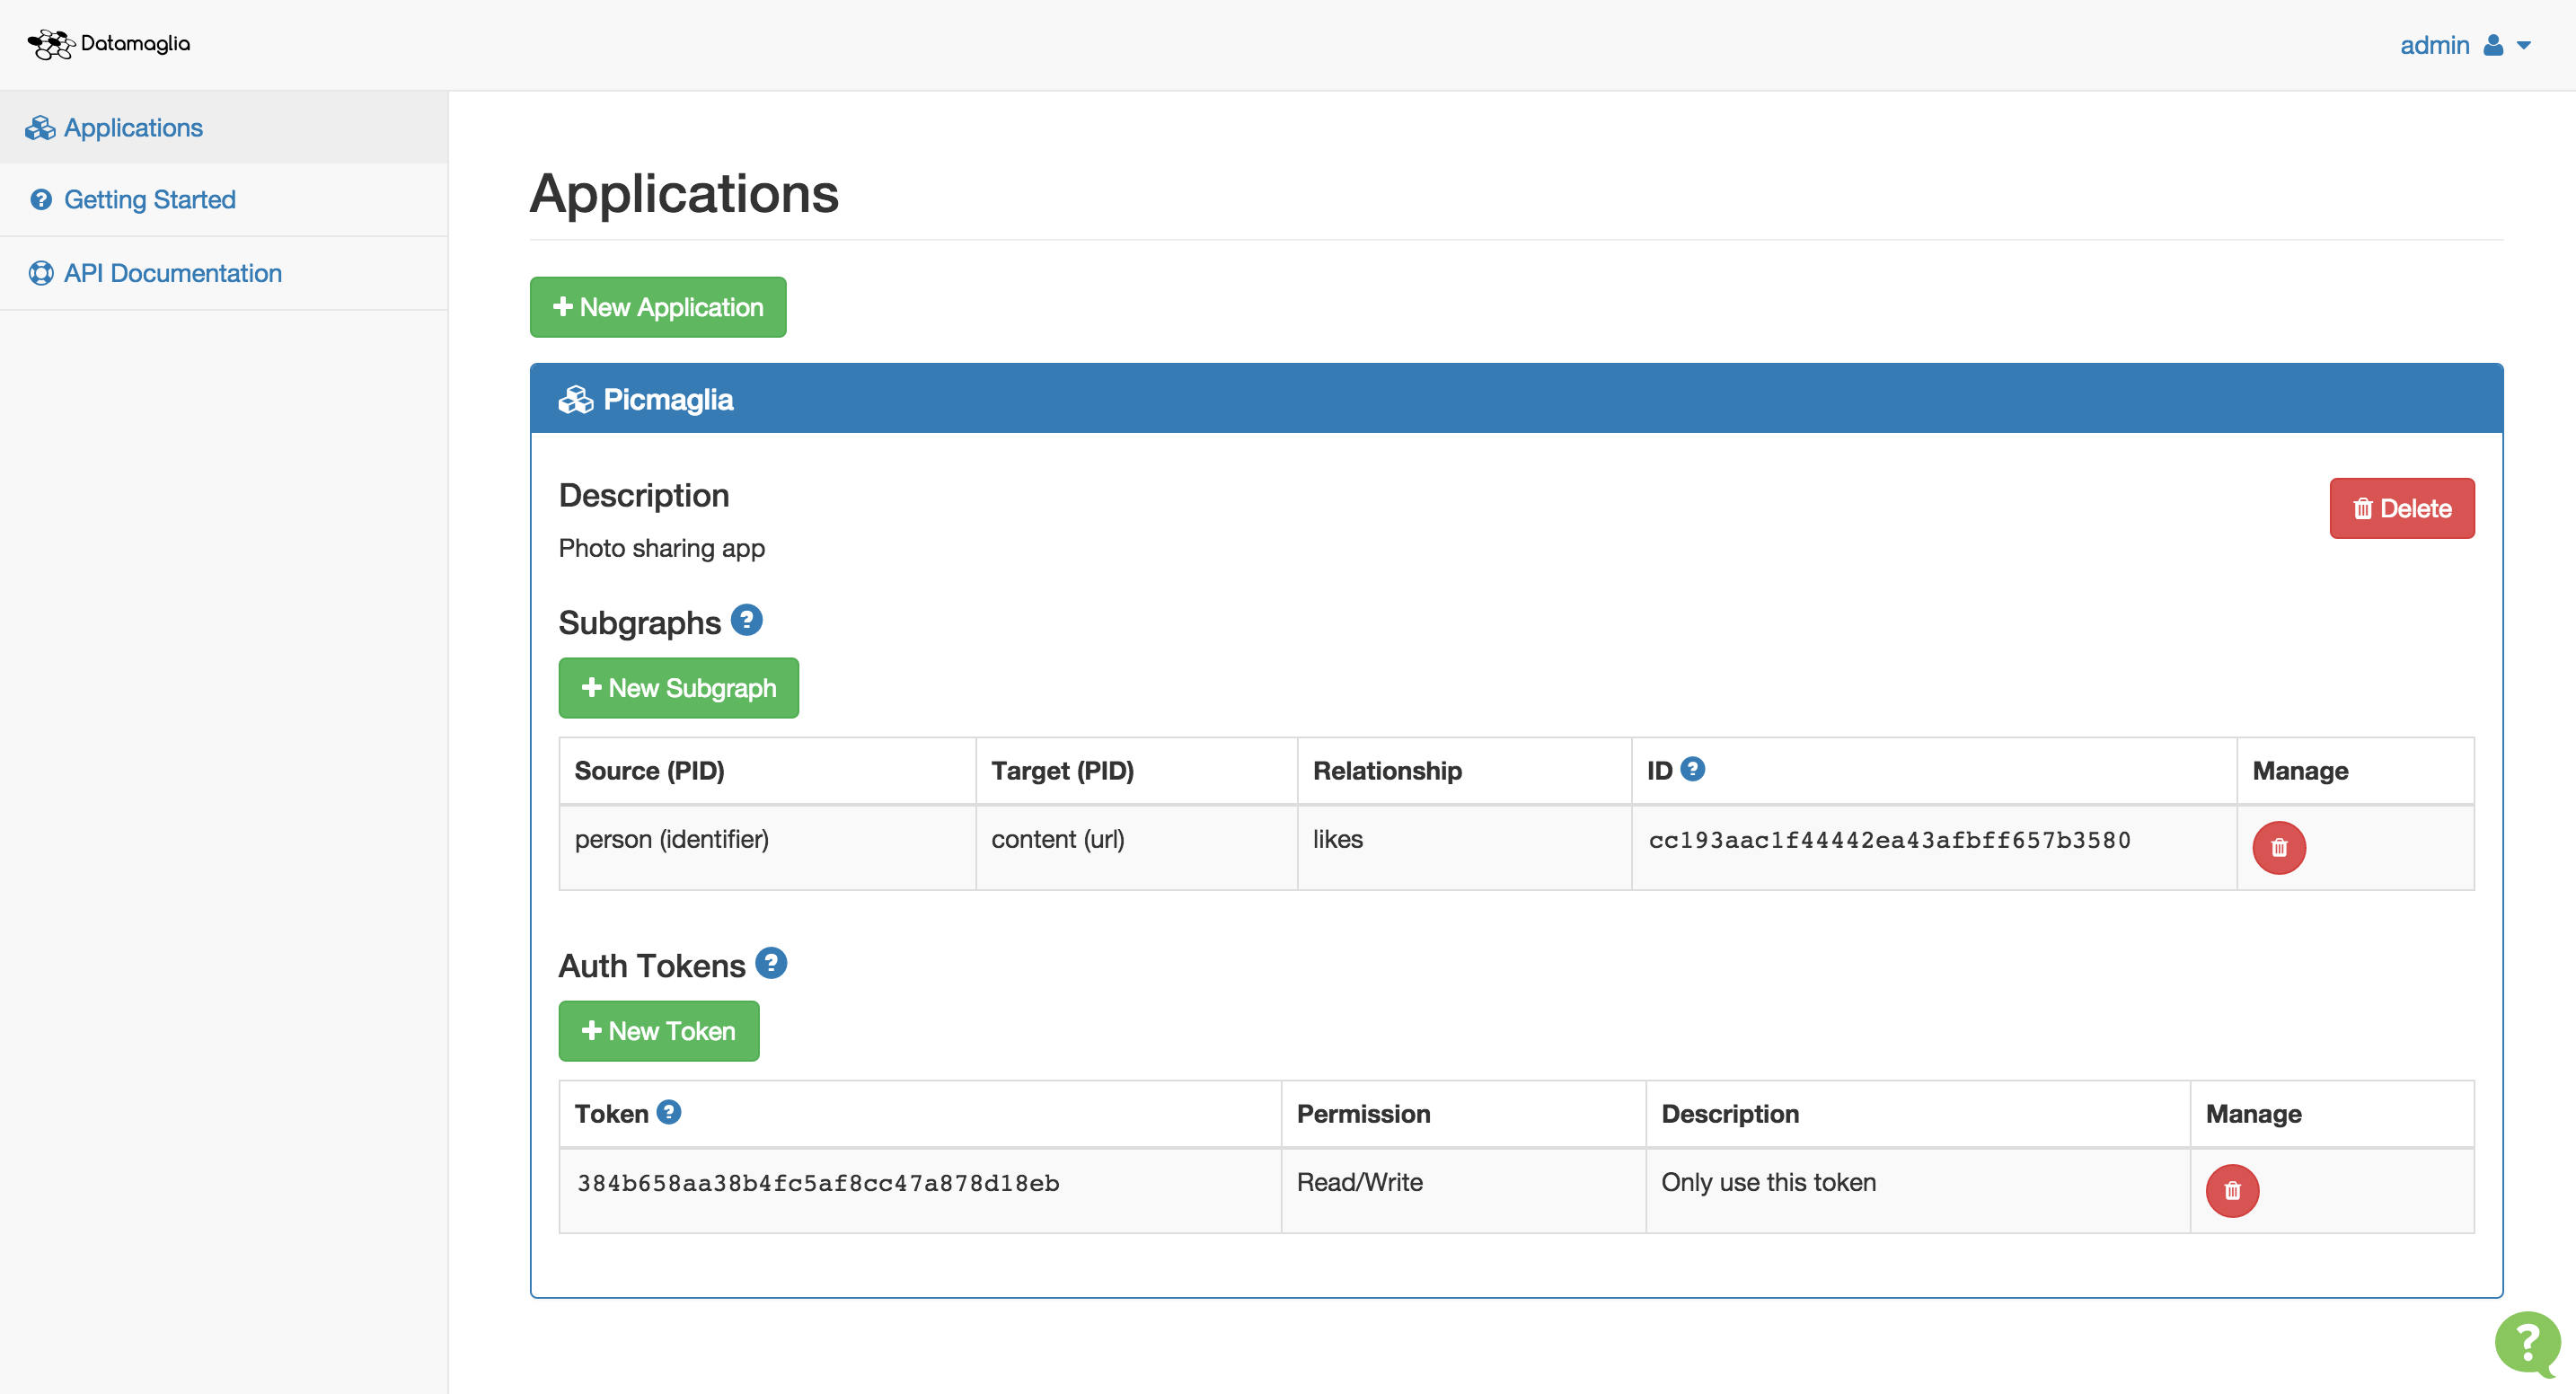 Datamaglia
admin
Applications
Getting Started
API Documentation
Applications
New Application
Picmaglia
Description
Delete
Photo sharing app
Subgraphs ?
New Subgraph
Source (PID) Target (PID) Relationship ID ? Manage
person (identifier) content (url) likes cc193aac1f44442ea43afbff657b3580
Auth Tokens ?
New Token
Token ? Permission Description Manage
384b658aa38b4fc5af8cc47a878d18eb Read/Write Only use this token
?